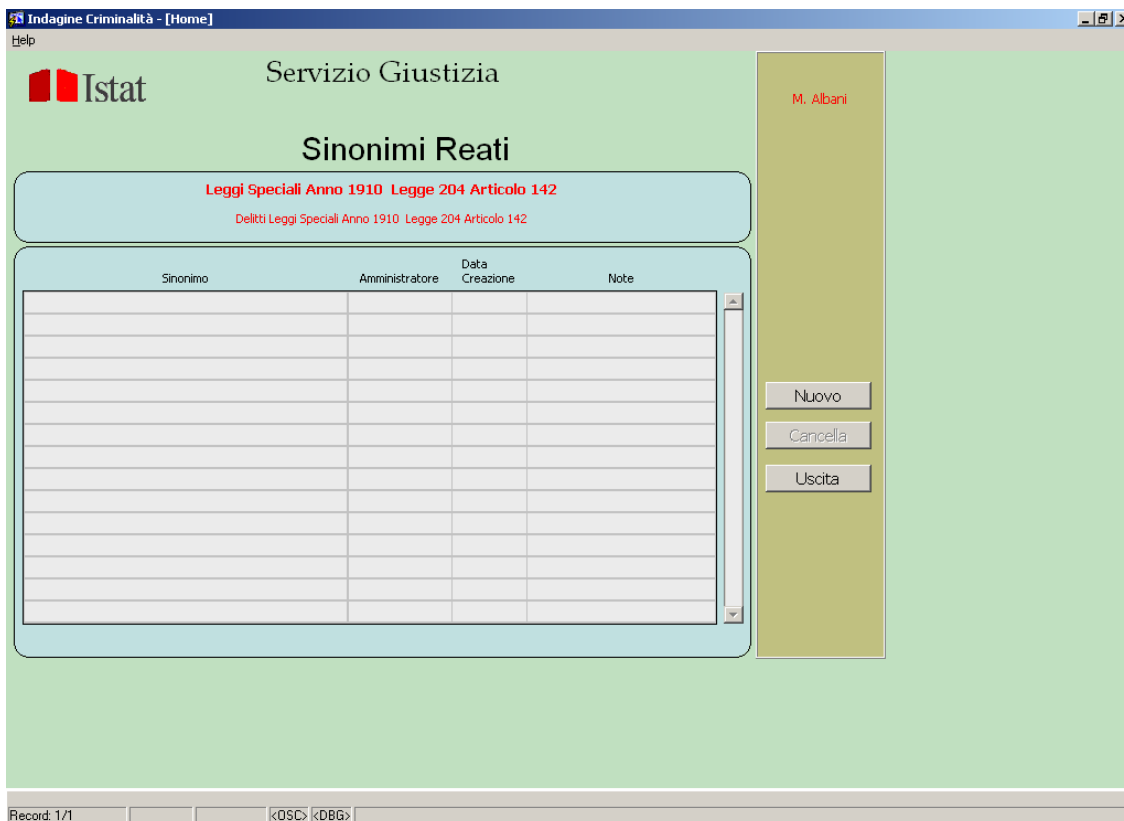 Indagine Criminalità - [Home]
Help
Istat
Servizio Giustizia
M. Albani
Sinonimi Reati
Leggi Speciali Anno 1910 Legge 204 Articolo 142
Delitti Leggi Speciali Anno 1910 Legge 204 Articolo 142
Sinonimo Amministratore Data Creazione Note
Nuovo
Cancella
Uscita
Record: 1/1 <OSC> <DBG>